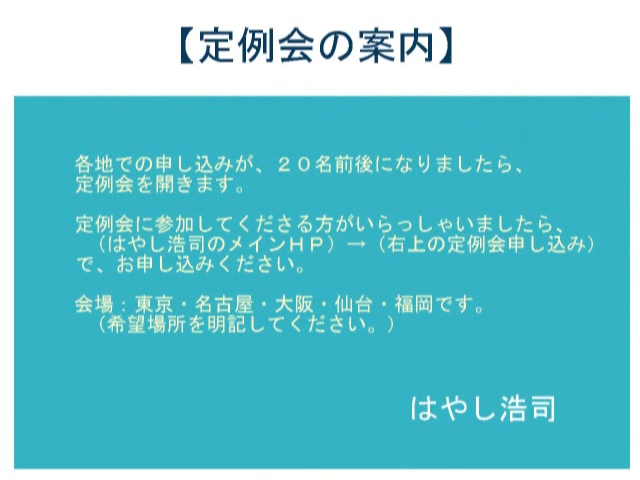 【定例会の案内】
各地での申し込みが、２０名前後になりましたら、
定例会を開きます。
定例会に参加してくださる方がいらっしゃいましたら、
（はやし浩司のメインＨＰ）→（右上の定例会申し込み）
で、お申し込みください。
会場：東京・名古屋・大阪・仙台・福岡です。
（希望場所を明記してください。）
はやし浩司